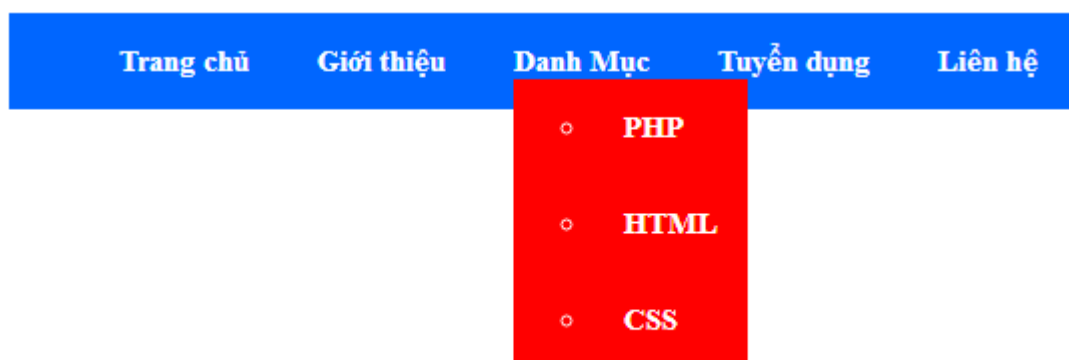 Trang chủ Giới thiệu Danh Mục Tuyển dụng Liên hệ
PHP
HTML
CSS